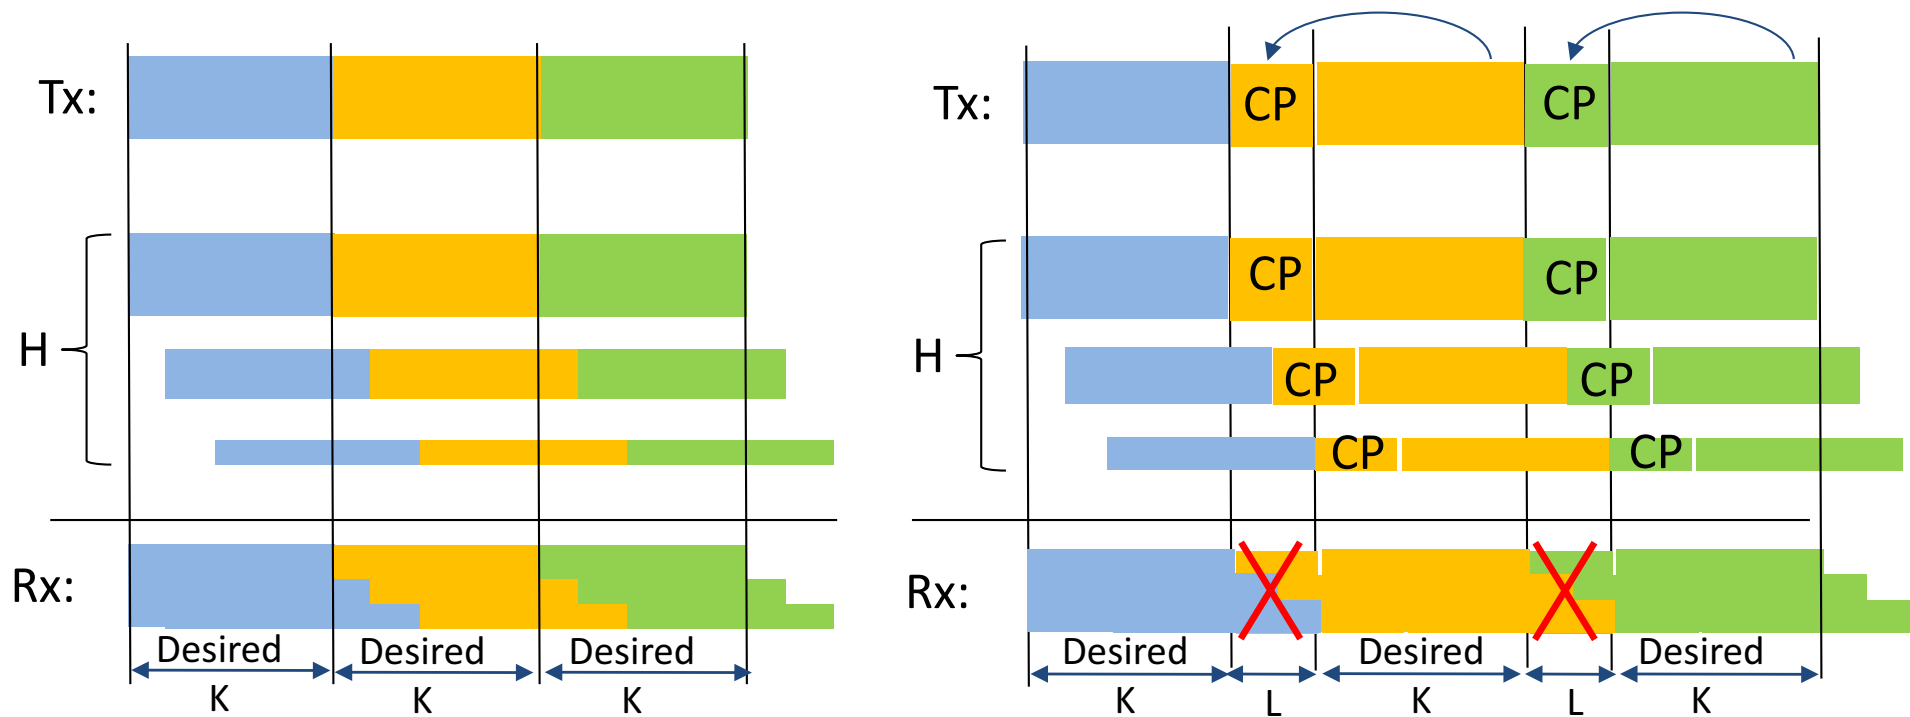 Tx:
H
Rx:
Desired
Desired
Desired
K
K
K
Tx:
CP
CP
H
CP
CP
CP
CP
CP
CP
Rx:
Desired
Desired
Desired
K
L
K
L
K